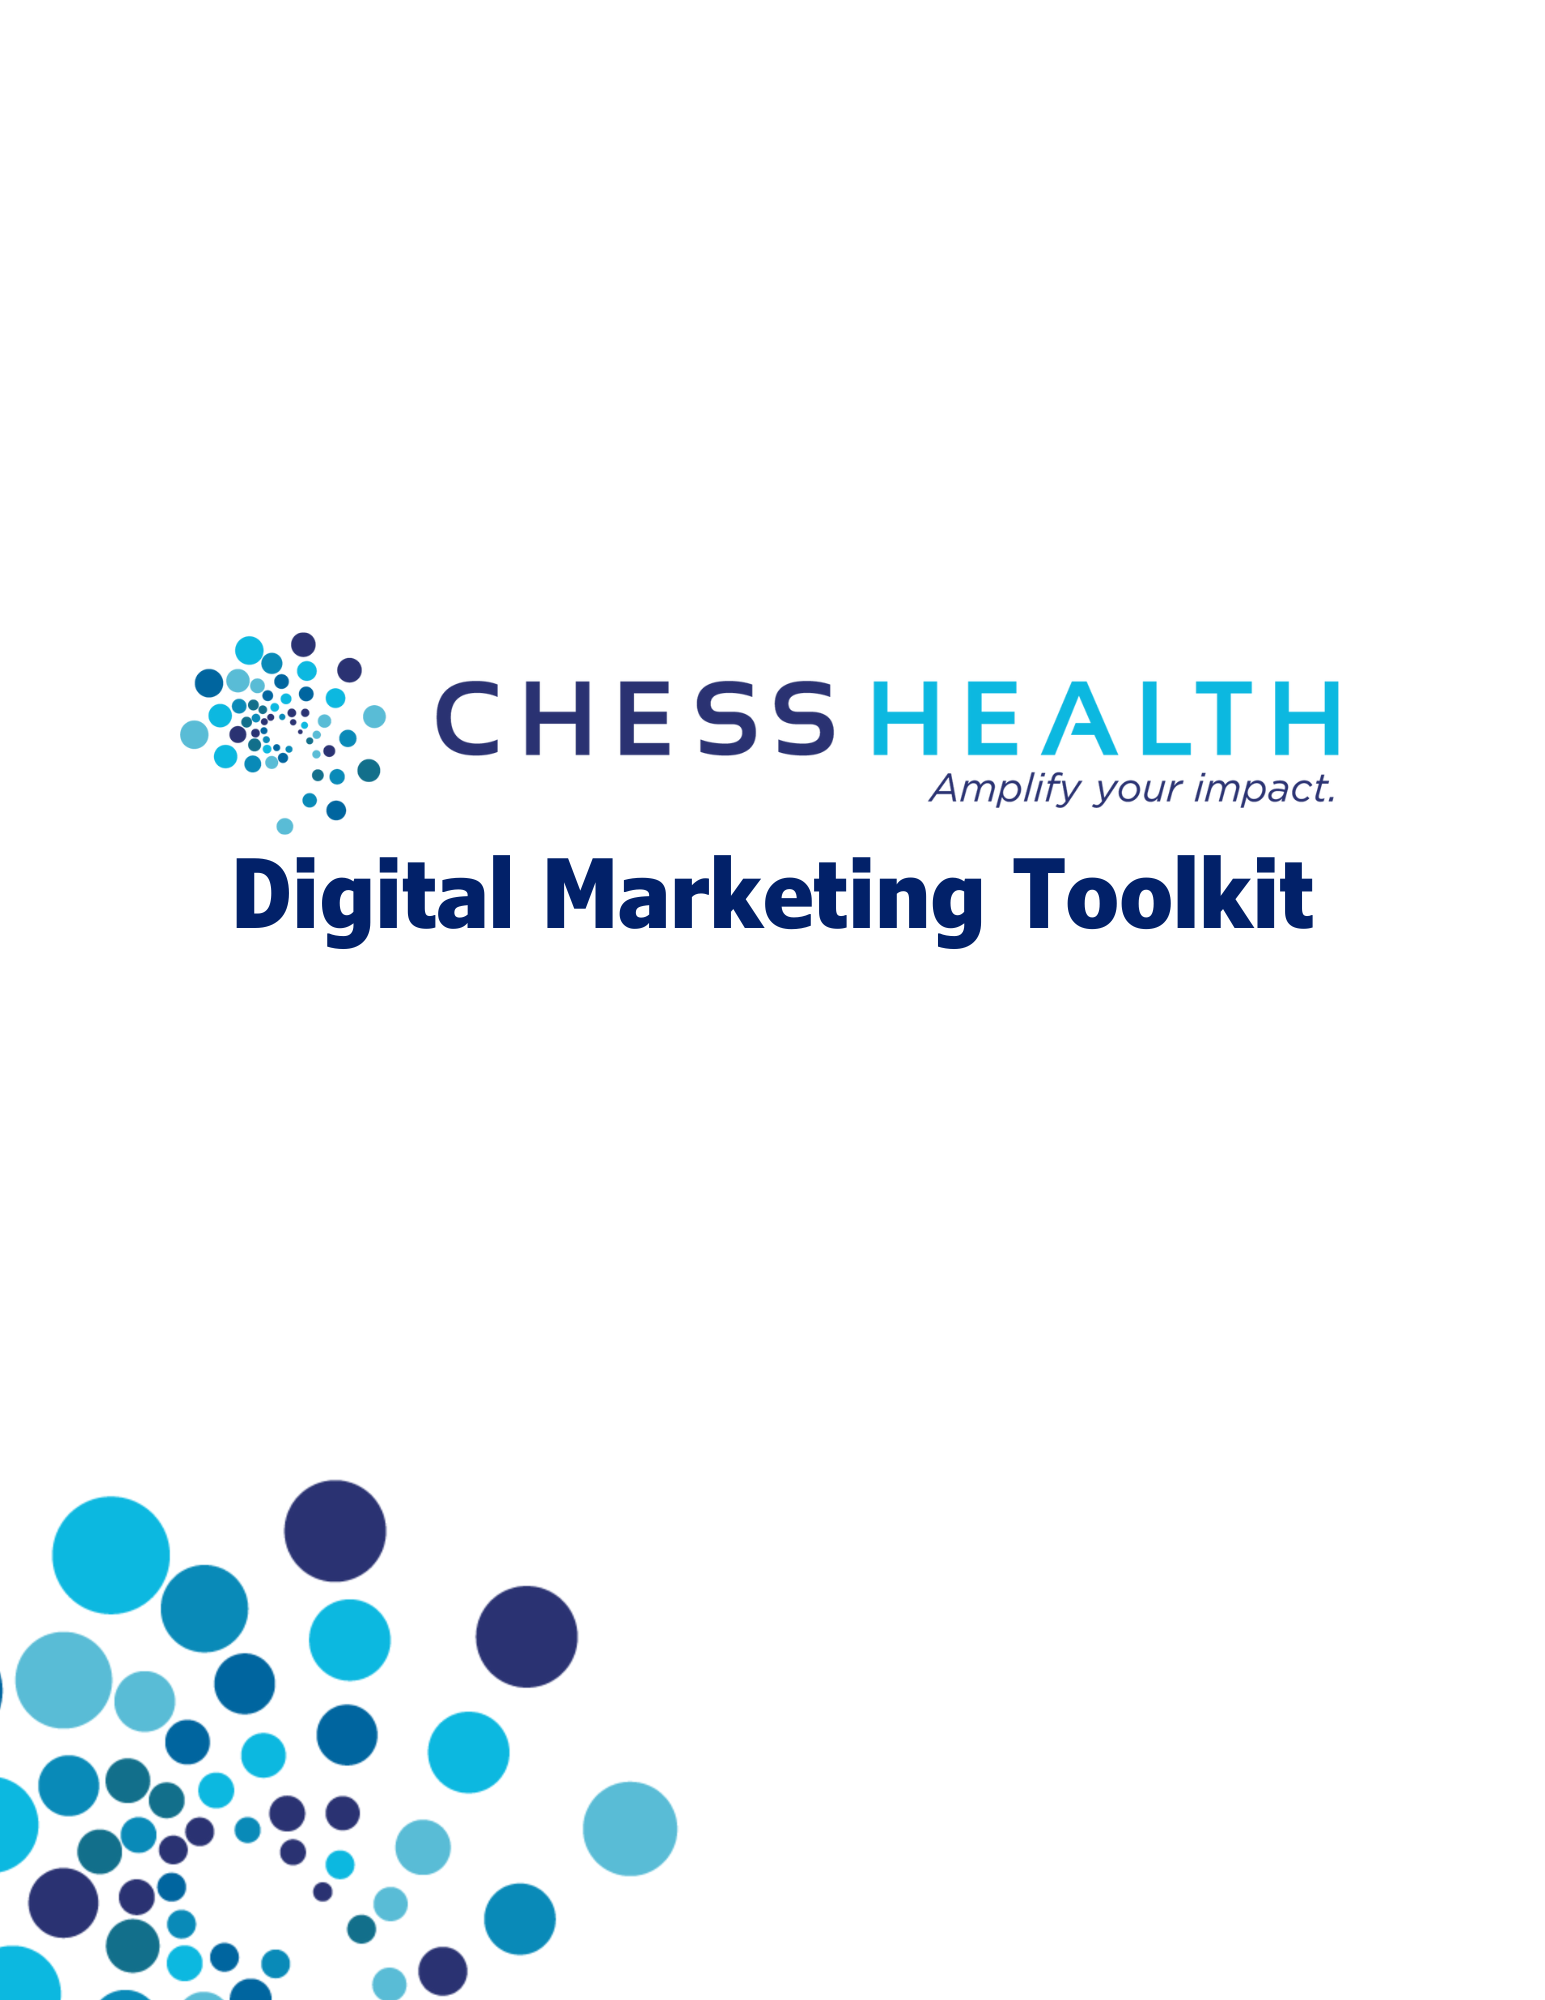 CHESS HEALTH
Amplify your impact.
Digital Marketing Toolkit